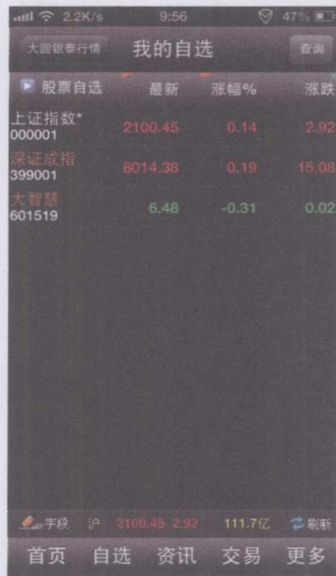 2.2K/s 9:56 47%
大圆银泰行情 我的自选 查询
股票自选 最新 涨幅% 涨跌
上证指数* 2100.45 0.14 2.92
000001
深证成指 8014.38 0.19 15.08
399001
大智慧 6.48 -0.31 0.02
601519
字段 沪 2100.45 2.92 111.7亿 刷新
首页 自选 资讯 交易 更多